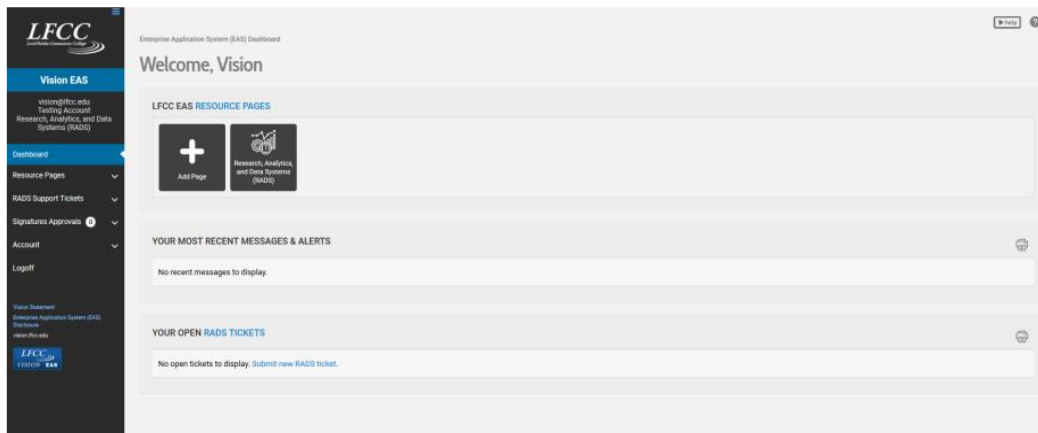 LFCC
Lord Fairfax Community College
Vision EAS
vision@lfcc.edu
Testing Account
Research, Analytics, and Data
Systems (RADS)
Dashboard
Resource Pages
RADS Support Tickets
Signatures Approvals 0
Account
Logoff
Vision Statement
Enterprise Application System (EAS)
Disclosure
vision.lfcc.edu
LFCC
VISION EAS
help
?
Enterprise Application System (EAS) Dashboard
Welcome, Vision
LFCC EAS RESOURCE PAGES
Add Page
Research, Analytics,
and Data Systems
(RADS)
YOUR MOST RECENT MESSAGES & ALERTS
No recent messages to display.
YOUR OPEN RADS TICKETS
No open tickets to display. Submit new RADS ticket.